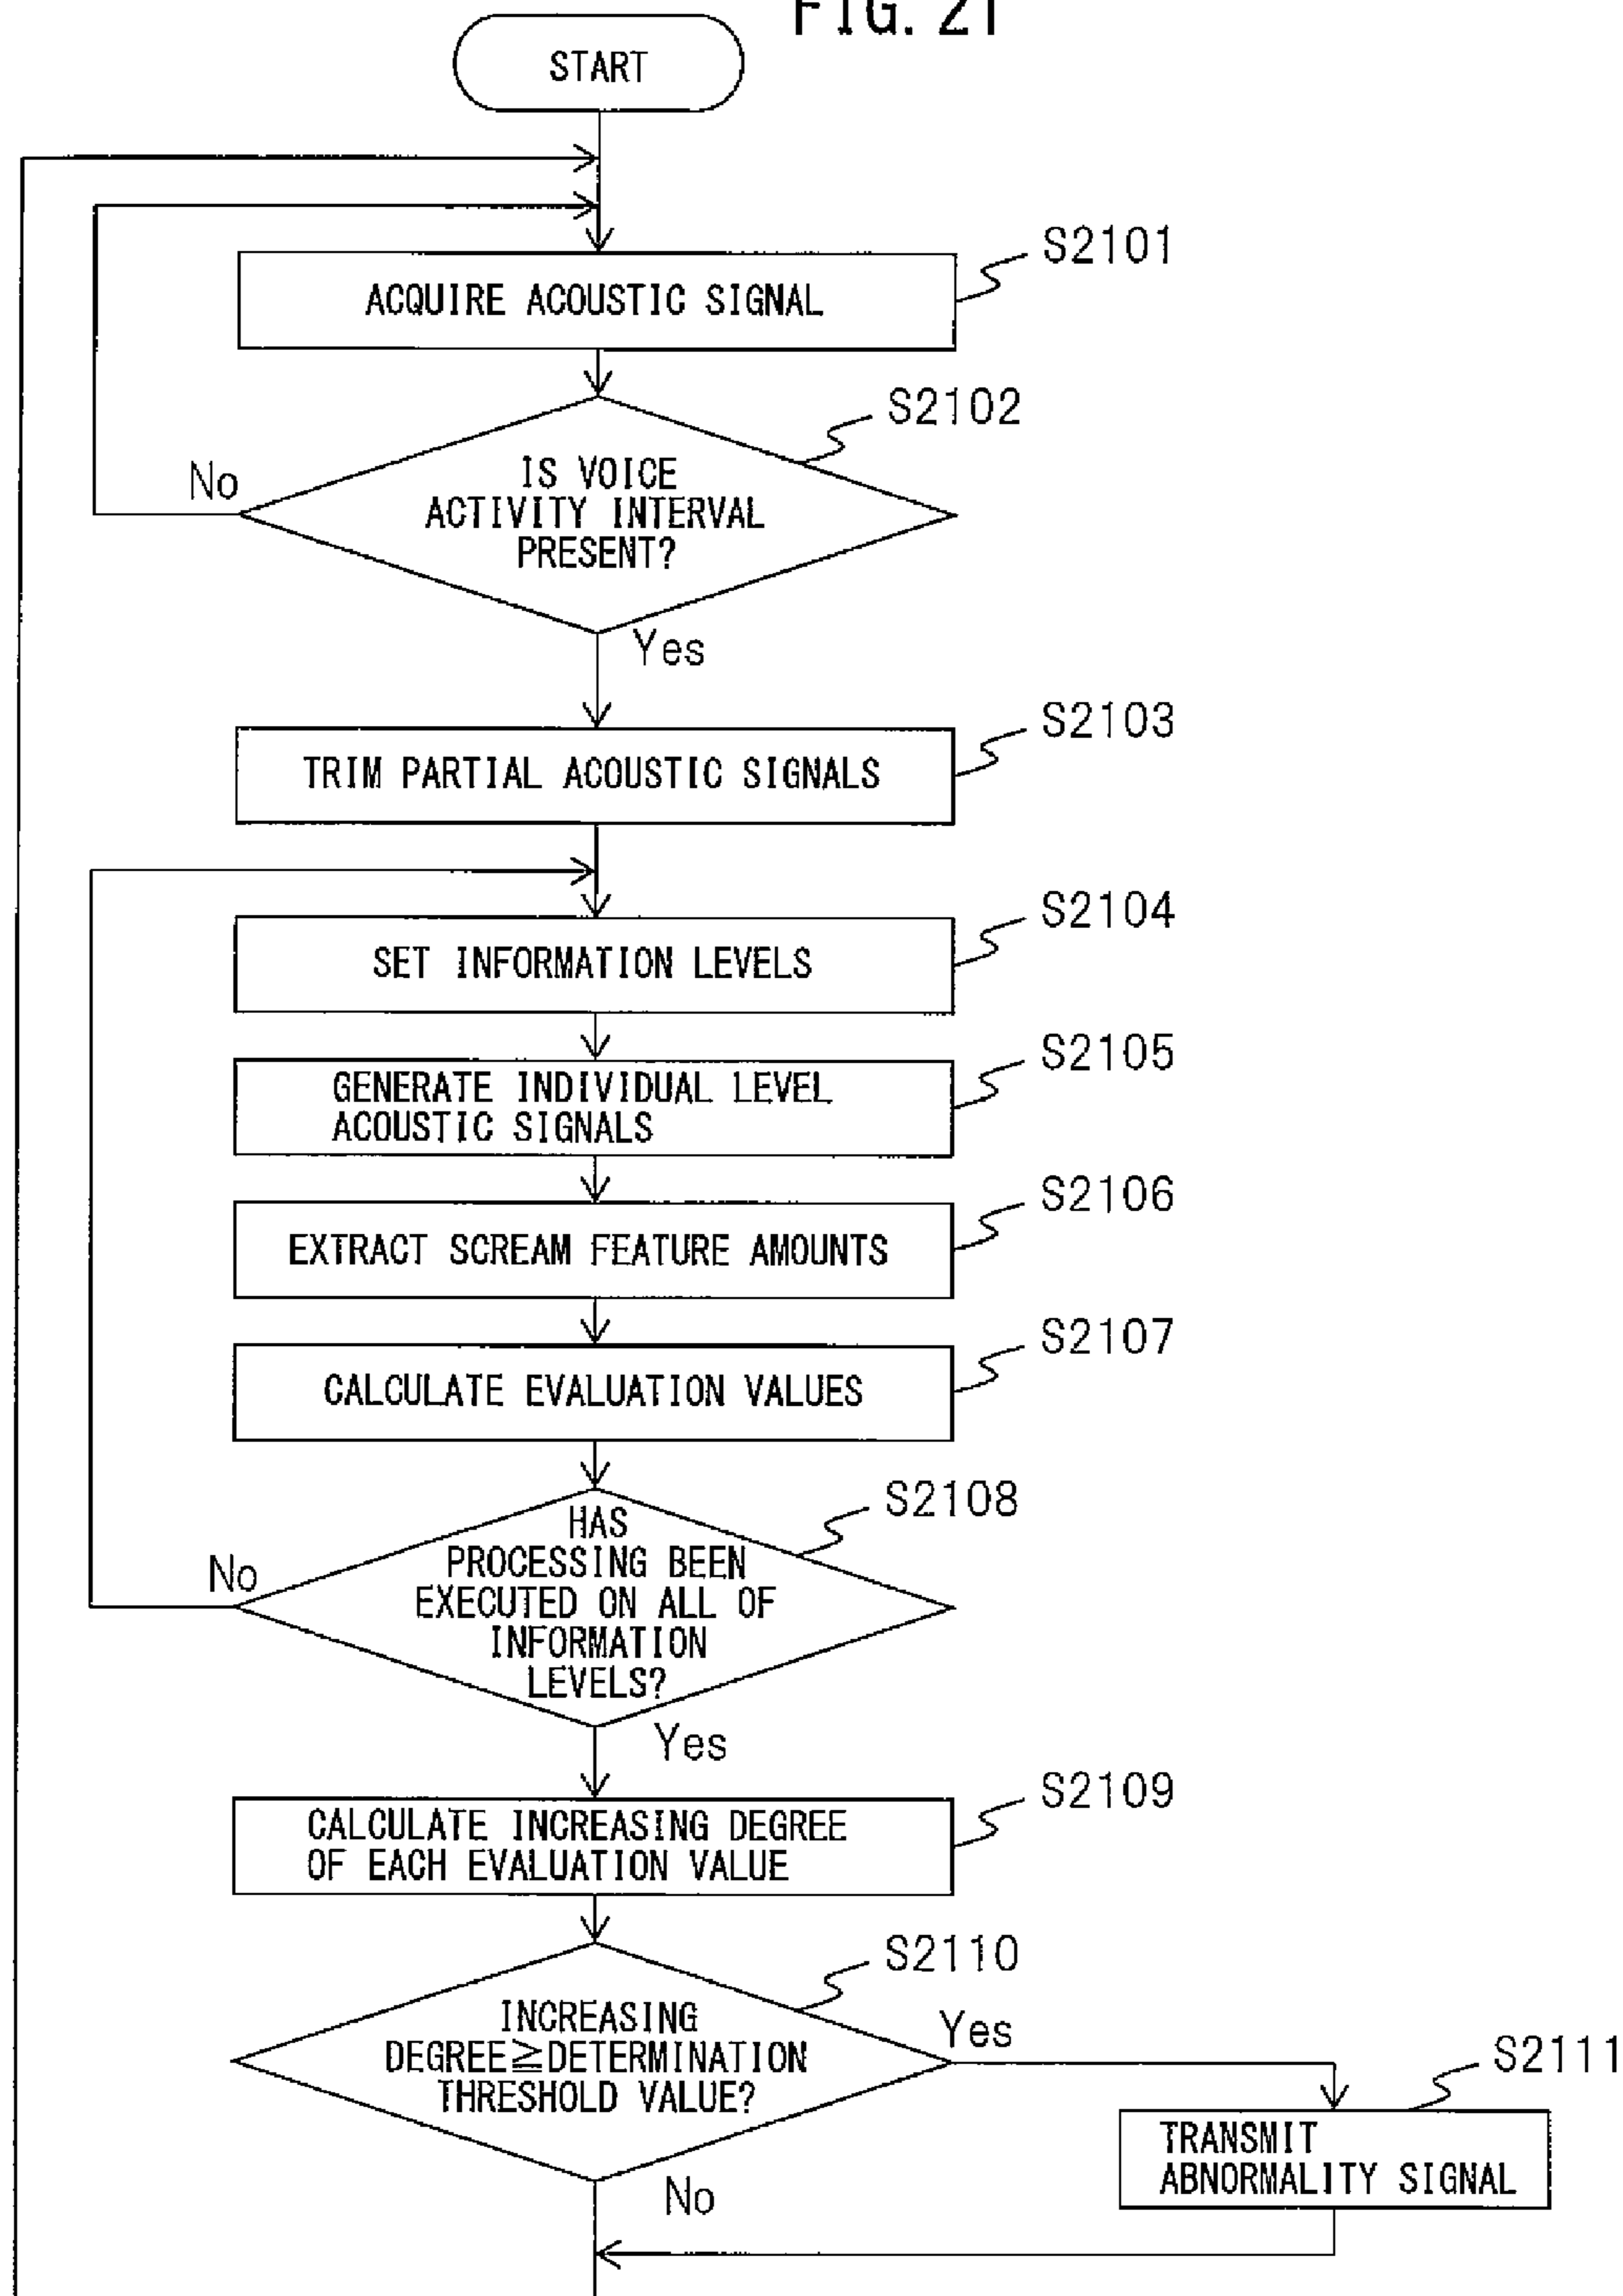 FIG. 21
START
S2101
ACQUIRE ACOUSTIC SIGNAL
S2102
IS VOICE
ACTIVITY INTERVAL
PRESENT?
No
Yes
S2103
TRIM PARTIAL ACOUSTIC SIGNALS
S2104
SET INFORMATION LEVELS
S2105
GENERATE INDIVIDUAL LEVEL
ACOUSTIC SIGNALS
S2106
EXTRACT SCREAM FEATURE AMOUNTS
S2107
CALCULATE EVALUATION VALUES
S2108
HAS
PROCESSING BEEN
EXECUTED ON ALL OF
INFORMATION
LEVELS?
No
Yes
S2109
CALCULATE INCREASING DEGREE
OF EACH EVALUATION VALUE
S2110
INCREASING
DEGREE≧DETERMINATION
THRESHOLD VALUE?
Yes
S2111
TRANSMIT
ABNORMALITY SIGNAL
No